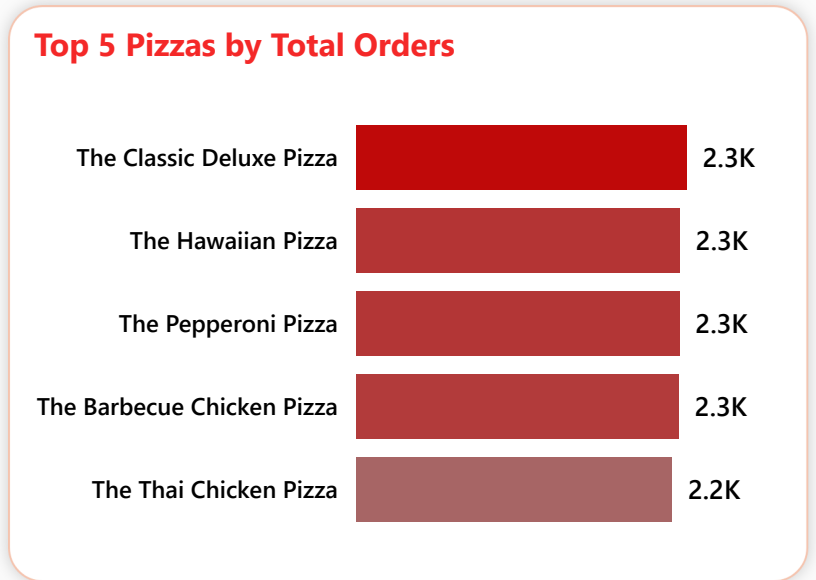 Top 5 Pizzas by Total Orders
The Classic Deluxe Pizza 2.3K
The Hawaiian Pizza 2.3K
The Pepperoni Pizza 2.3K
The Barbecue Chicken Pizza 2.3K
The Thai Chicken Pizza 2.2K